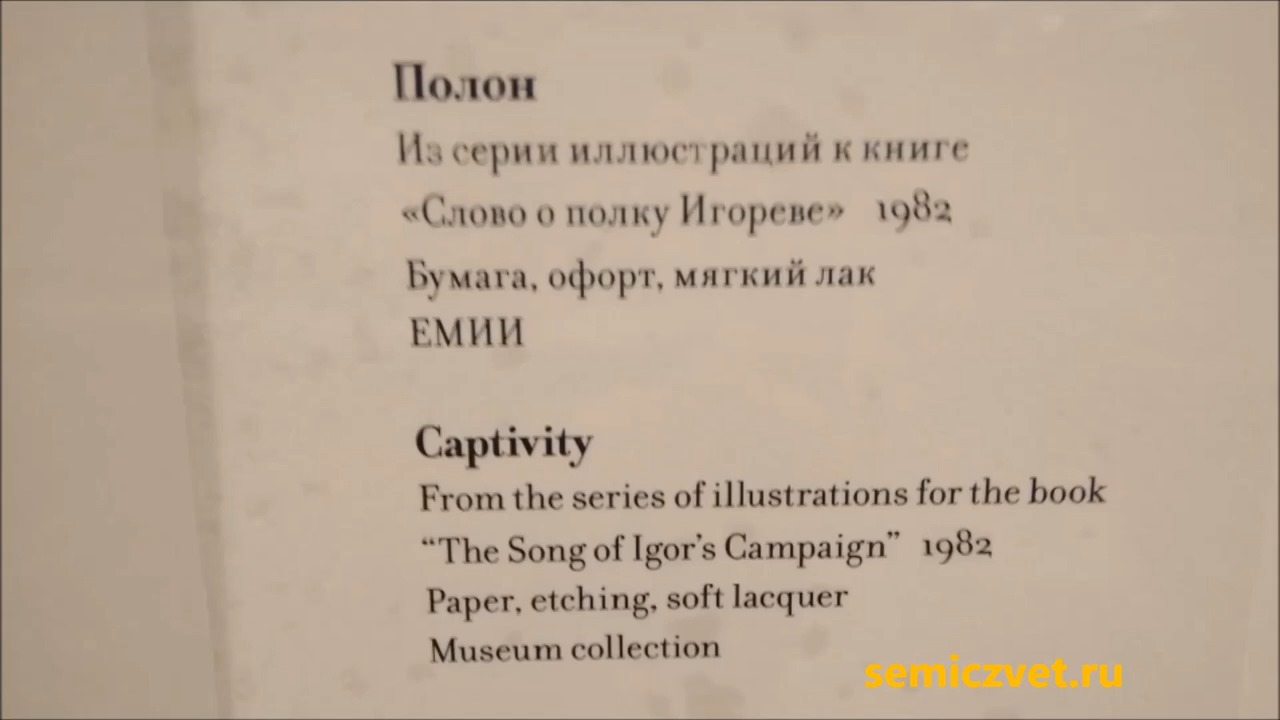 Полон
Из серии иллюстраций к книге
«Слово о полку Игореве» 1982
Бумага, офорт, мягкий лак
ЕМИИ
Captivity
From the series of illustrations for the book
“The Song of Igor’s Campaign” 1982
Paper, etching, soft lacquer
Museum collection
semiczvet.ru